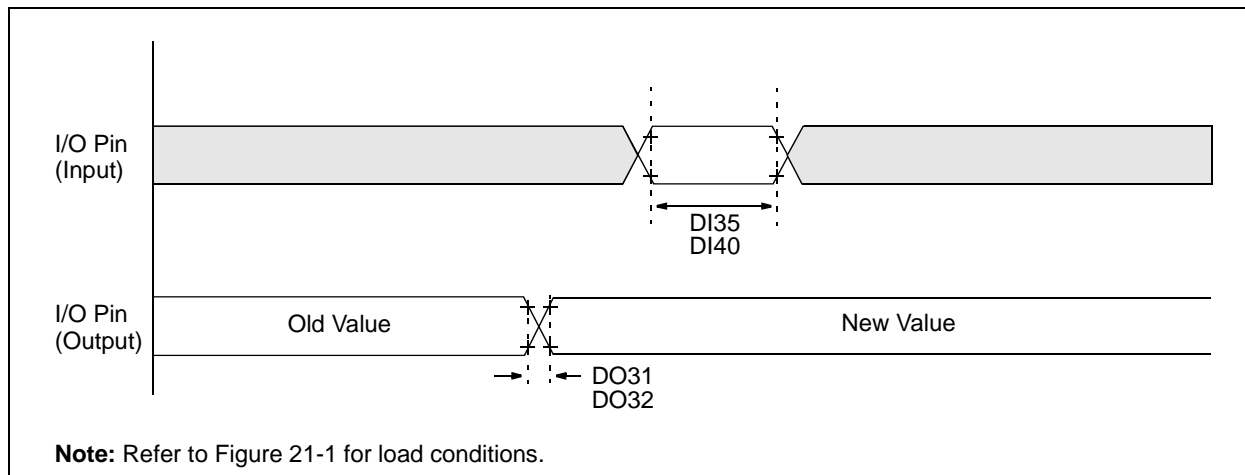 I/O Pin
(Input)
DI35
DI40
I/O Pin
(Output)
Old Value
New Value
DO31
DO32
Note: Refer to Figure 21-1 for load conditions.